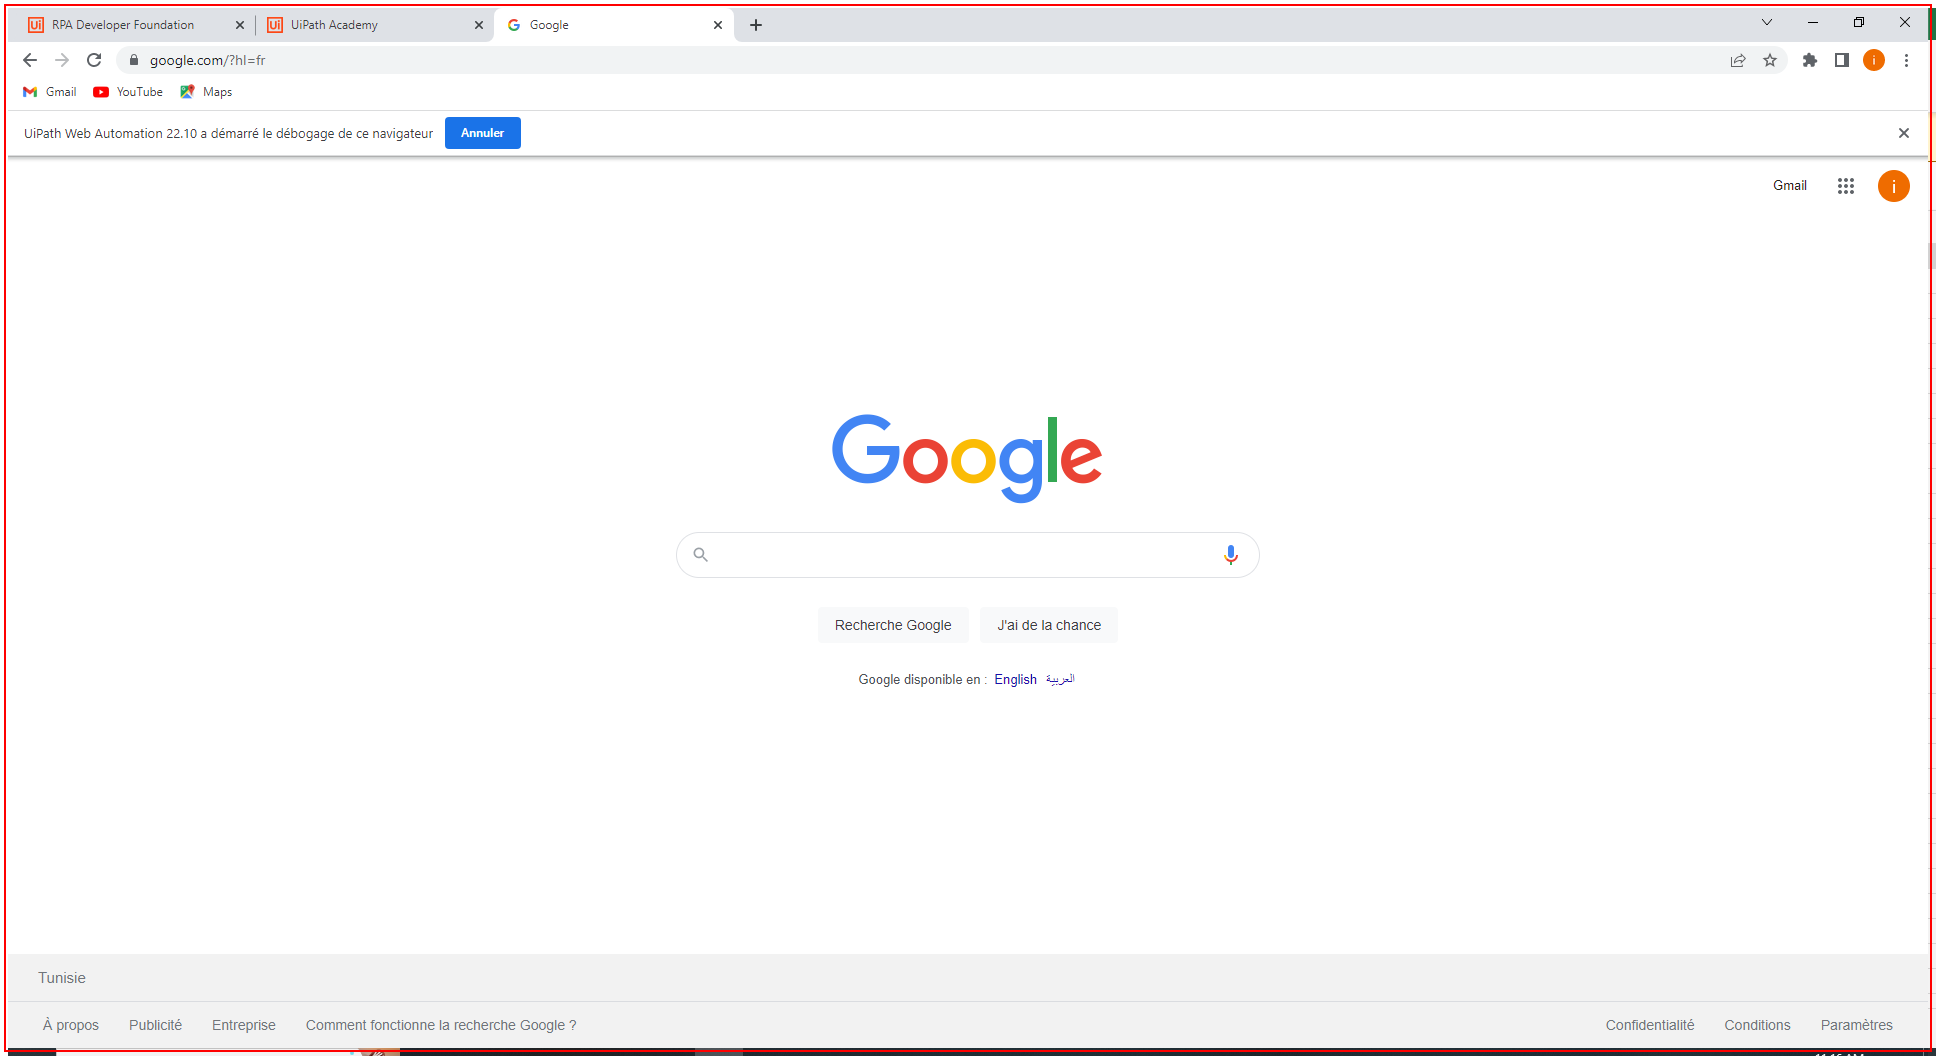 RPA Developer Foundation
UiPath Academy
Google
google.com/?hl=fr
Gmail
YouTube
Maps
UiPath Web Automation 22.10 a démarré le débogage de ce navigateur
Annuler
Gmail
i
Google
Recherche Google
J'ai de la chance
Google disponible en : English العربية
Tunisie
À propos
Publicité
Entreprise
Comment fonctionne la recherche Google ?
Confidentialité
Conditions
Paramètres